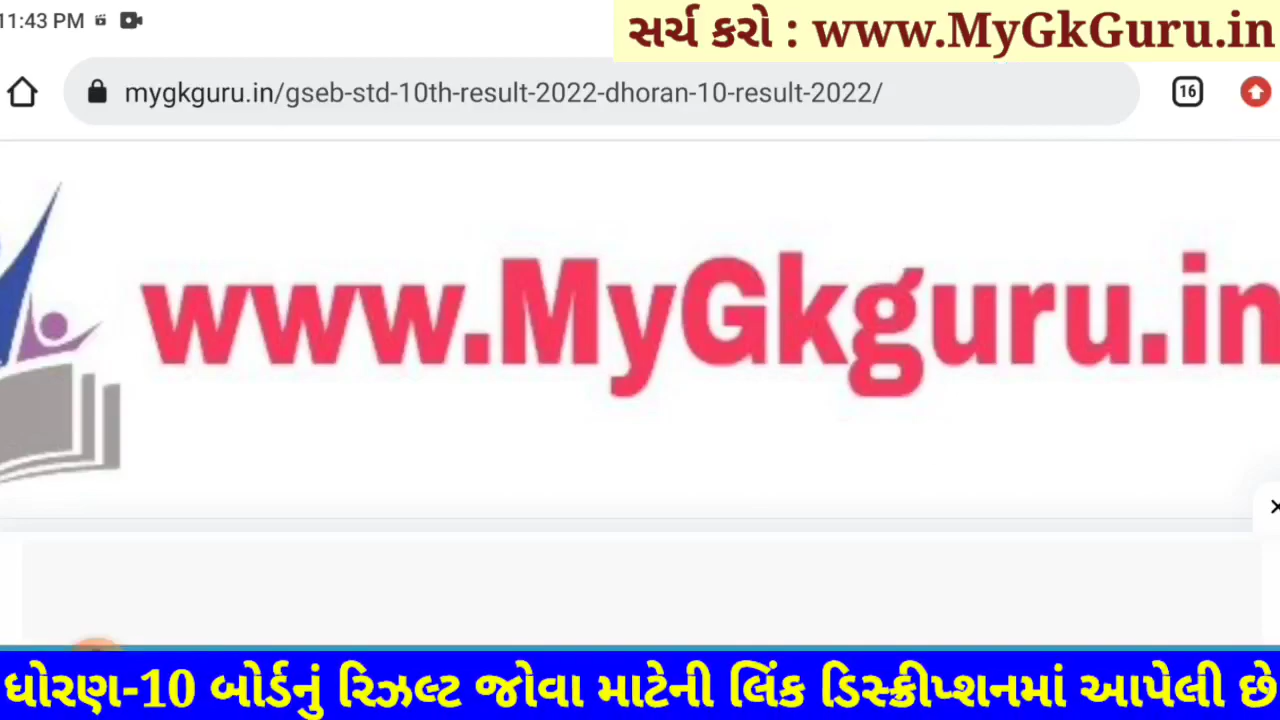 11:43 PM
સર્ચ કરો : www.MyGkGuru.in
mygkguru.in/gseb-std-10th-result-2022-dhoran-10-result-2022/
16
www.MyGkguru.in
ધોરણ-10 બોર્ડનું રિઝલ્ટ જોવા માટેની લિંક ડિસ્ક્રીપ્શનમાં આપેલી છે